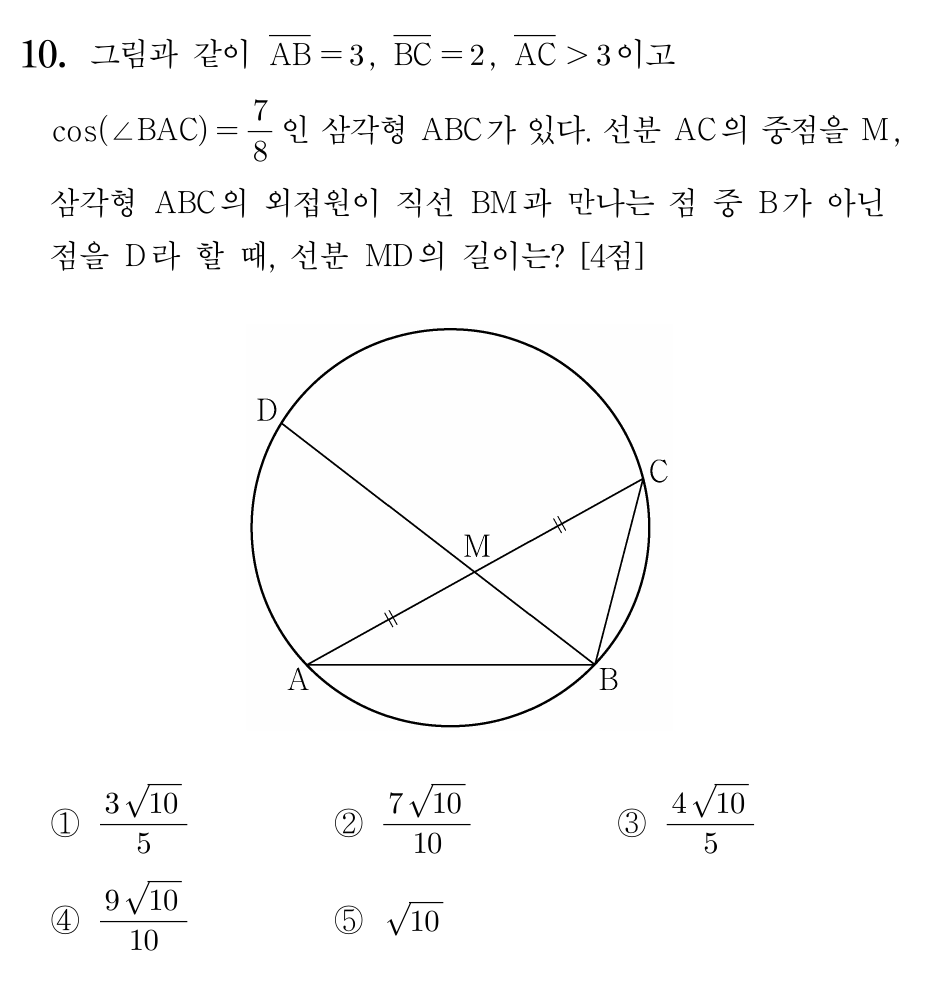 10. 그림과 같이 $\overline{AB}=3$, $\overline{BC}=2$, $\overline{AC}>3$이고
$\cos(\angle BAC)=\frac{7}{8}$인 삼각형 ABC가 있다. 선분 AC의 중점을 M,
삼각형 ABC의 외접원이 직선 BM과 만나는 점 중 B가 아닌
점을 D라 할 때, 선분 MD의 길이는? [4점]
D
C
M
A
B
① $\frac{3\sqrt{10}}{5}$ ② $\frac{7\sqrt{10}}{10}$ ③ $\frac{4\sqrt{10}}{5}$
④ $\frac{9\sqrt{10}}{10}$ ⑤ $\sqrt{10}$